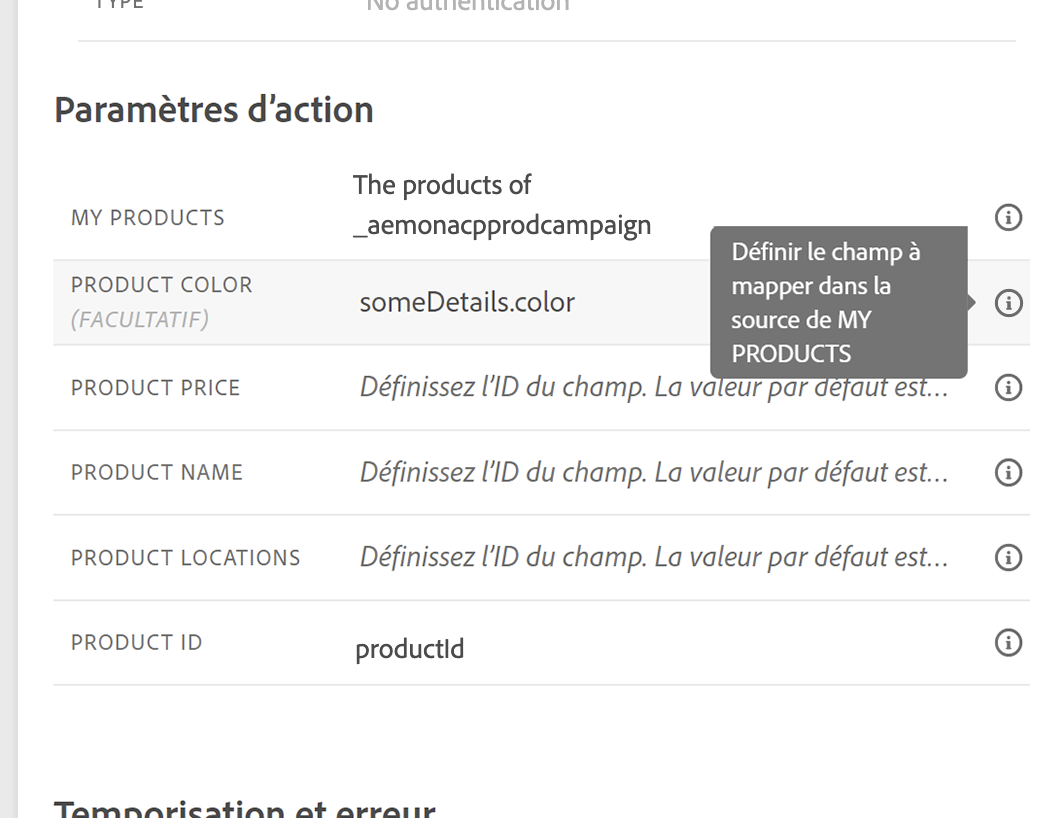 TYPE
No authentication
Paramètres d’action
MY PRODUCTS
The products of
_aemonacpprodcampaign
PRODUCT COLOR
(FACULTATIF)
someDetails.color
Définir le champ à
mapper dans la
source de MY
PRODUCTS
PRODUCT PRICE
Définissez l’ID du champ. La valeur par défaut est...
PRODUCT NAME
Définissez l’ID du champ. La valeur par défaut est...
PRODUCT LOCATIONS
Définissez l’ID du champ. La valeur par défaut est...
PRODUCT ID
productId
Temporisation et erreur